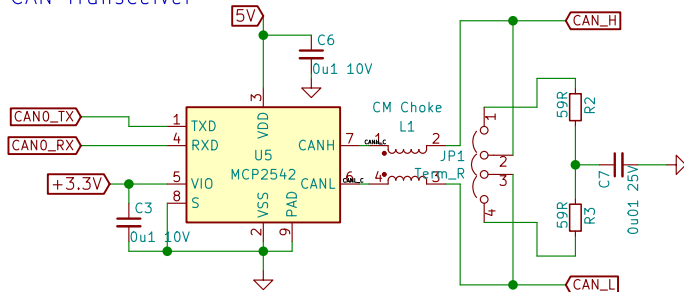 CAN Transceiver
5V
C6
0u1 10V
CAN_H
CAN0_TX
CAN0_RX
+3.3V
C3
0u1 10V
1
4
5
8
3
2
9
7
6
TXD
RXD
VIO
S
VDD
VSS
PAD
CANH
CANL
U5
MCP2542
CANH_C
CANL_C
CM Choke
L1
1
2
4
3
JP1
Term_R
1
2
3
4
59R
R2
59R
R3
C7
0u01 25V
CAN_L